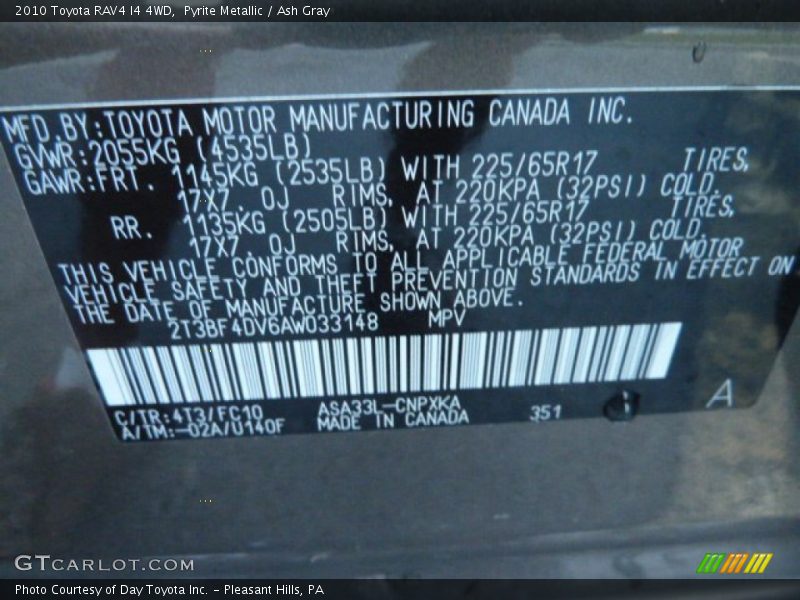 2010 Toyota RAV4 I4 4WD, Pyrite Metallic / Ash Gray
MFD.BY:TOYOTA MOTOR MANUFACTURING CANADA INC.
GVWR:2055KG (4535LB)
GAWR:FRT. 1145KG (2535LB) WITH 225/65R17 TIRES,
17X7.0J RIMS, AT 220KPA (32PSI) COLD.
RR. 1135KG (2505LB) WITH 225/65R17 TIRES,
17X7.0J RIMS, AT 220KPA (32PSI) COLD.
THIS VEHICLE CONFORMS TO ALL APPLICABLE FEDERAL MOTOR
VEHICLE SAFETY AND THEFT PREVENTION STANDARDS IN EFFECT ON
THE DATE OF MANUFACTURE SHOWN ABOVE.
2T3BF4DV6AW033148 MPV
C/TR:4T3/FC10 ASA33L-CNPXKA 351 A
A/TM:-02A/U140F MADE IN CANADA
GTCARLOT.COM
Photo Courtesy of Day Toyota Inc. - Pleasant Hills, PA